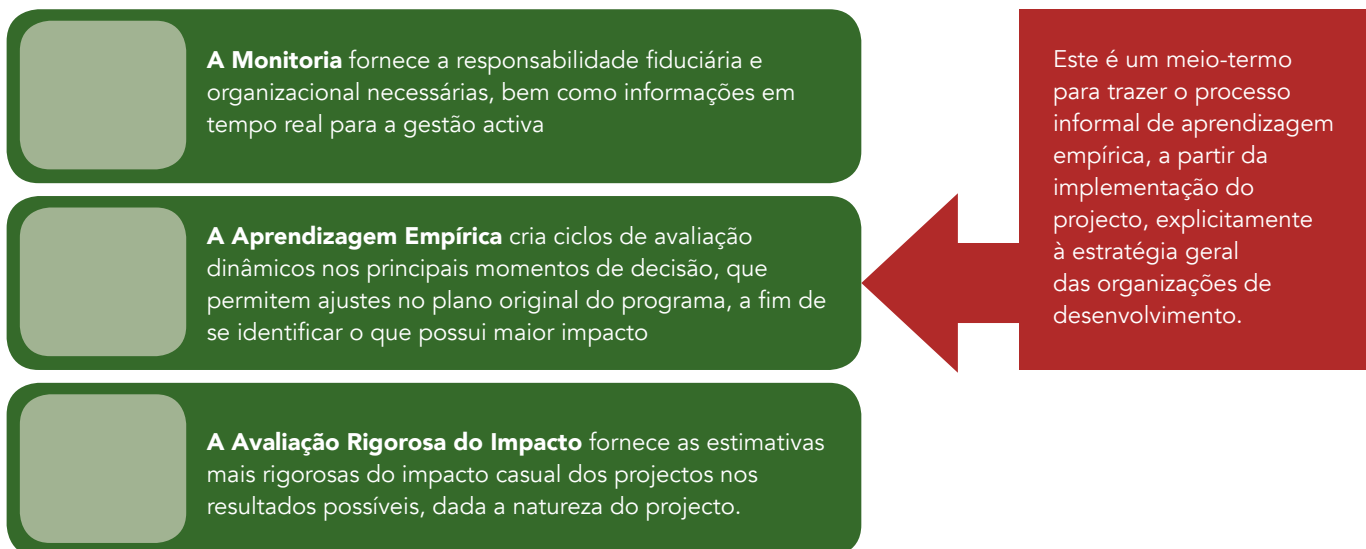 A Monitoria fornece a responsabilidade fiduciária e
organizacional necessárias, bem como informações em
tempo real para a gestão activa
A Aprendizagem Empírica cria ciclos de avaliação
dinâmicos nos principais momentos de decisão, que
permitem ajustes no plano original do programa, a fim de
se identificar o que possui maior impacto
A Avaliação Rigorosa do Impacto fornece as estimativas
mais rigorosas do impacto casual dos projectos nos
resultados possíveis, dada a natureza do projecto.
Este é um meio-termo
para trazer o processo
informal de aprendizagem
empírica, a partir da
implementação do
projecto, explicitamente
à estratégia geral
das organizações de
desenvolvimento.